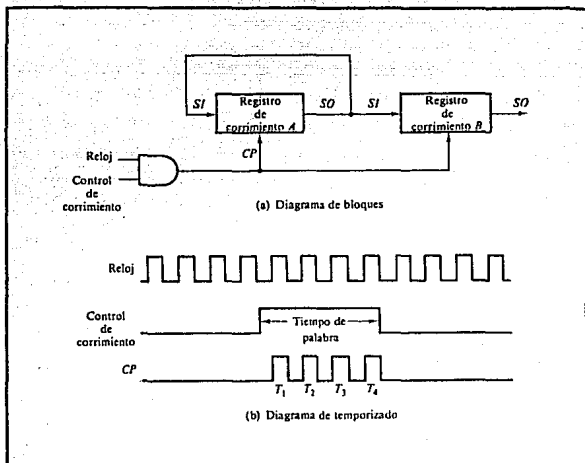 SI
Registro
de
corrimiento A
SO
SI
Registro
de
corrimiento B
SO
CP
Reloj
Control
de
corrimiento
(a) Diagrama de bloques
Reloj
Control
de
corrimiento
Tiempo de
palabra
CP
T1 T2 T3 T4
(b) Diagrama de temporizado